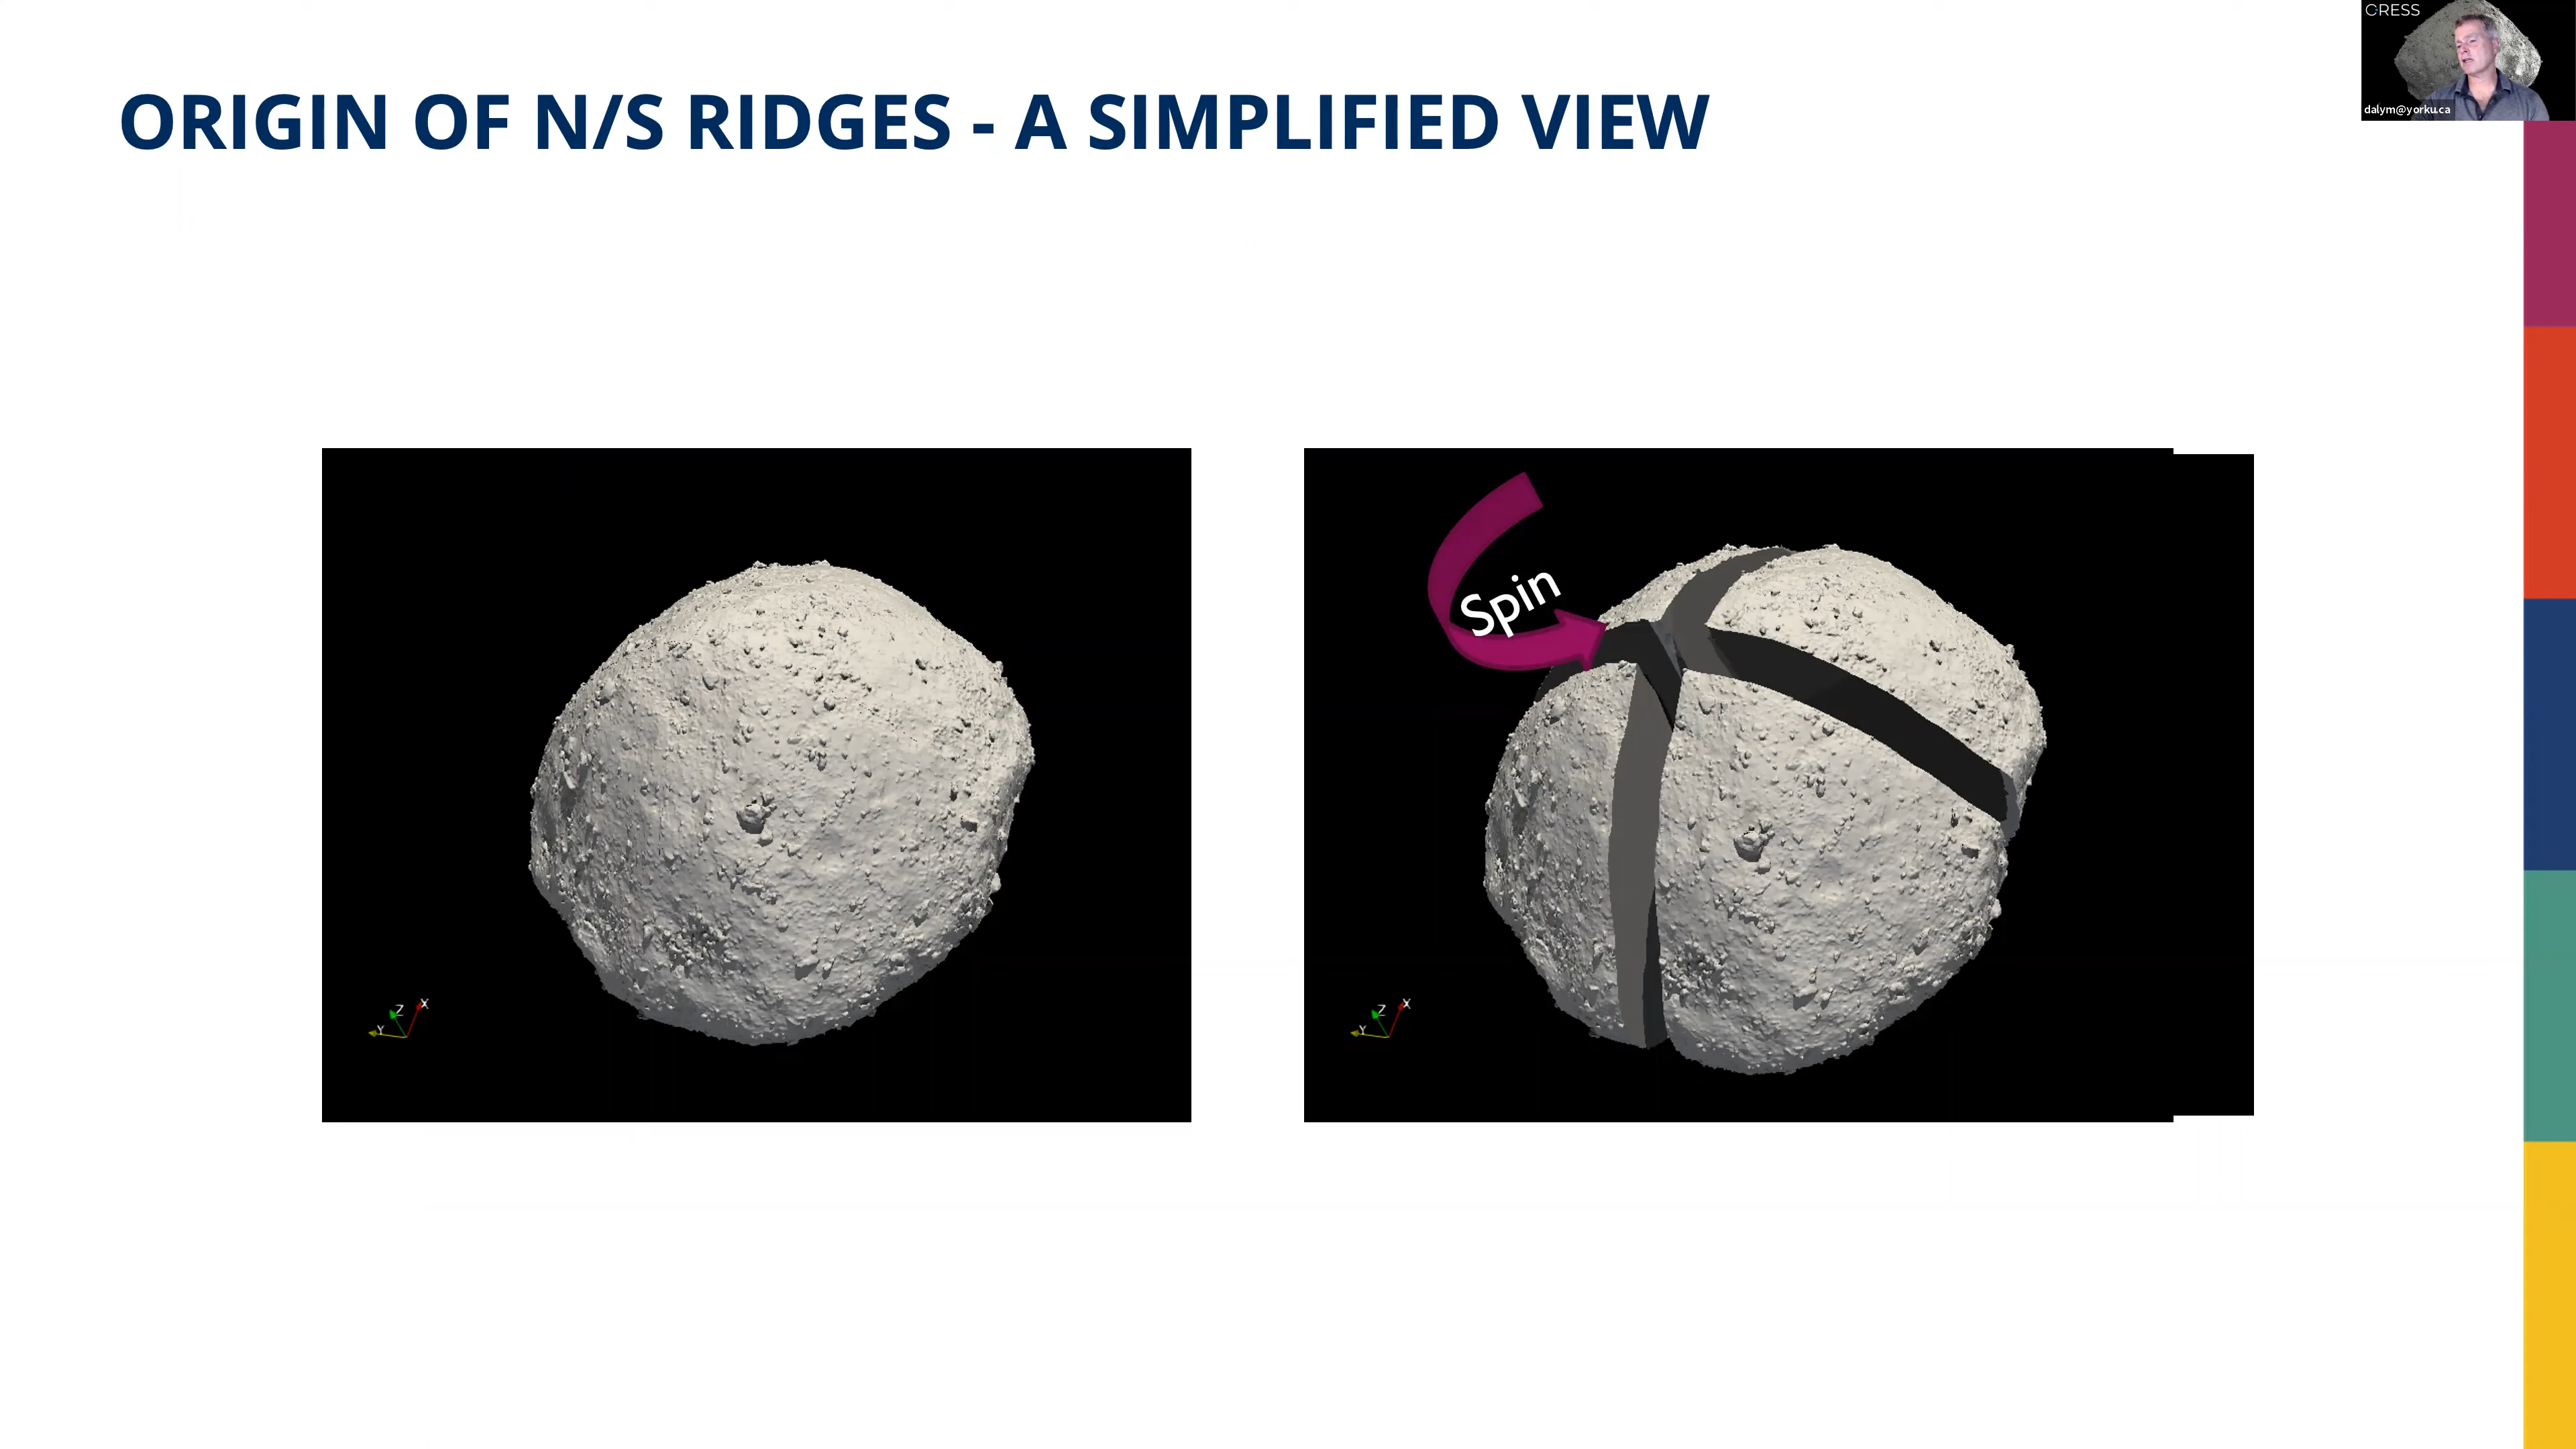 CRESS
dalym@yorku.ca
ORIGIN OF N/S RIDGES - A SIMPLIFIED VIEW
Spin
X
Z
Y
X
Z
Y